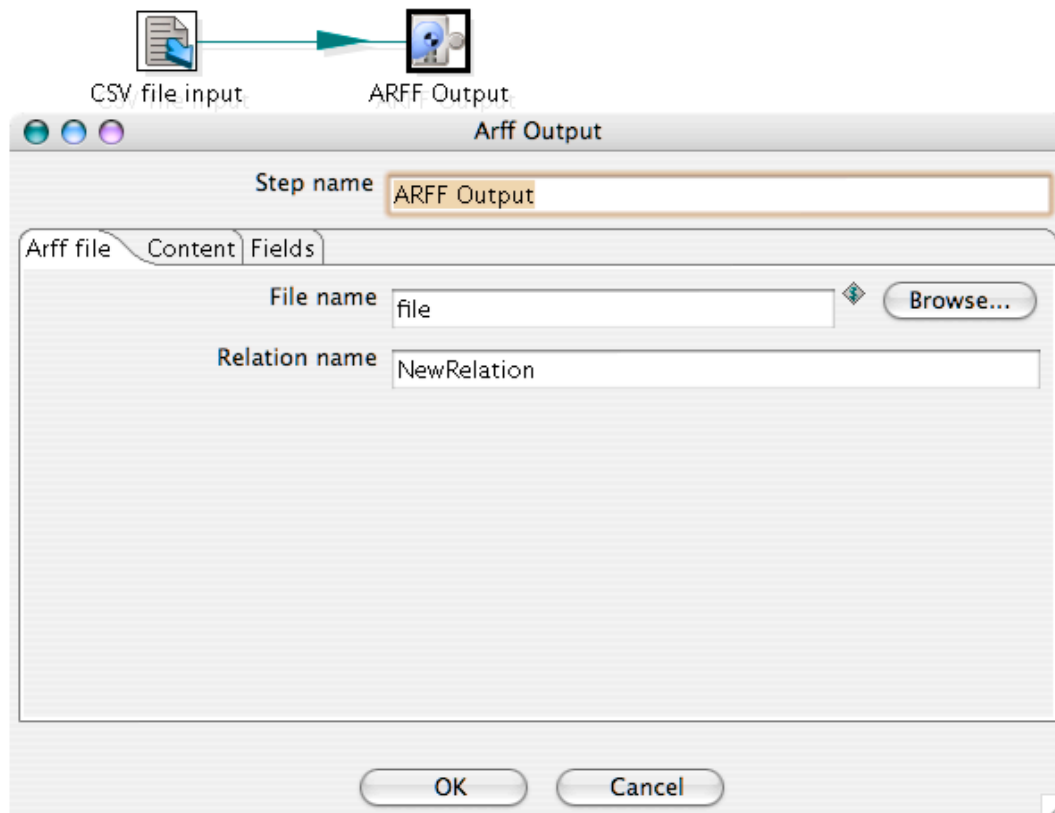 CSV file input ARFF Output
Arff Output
Step name ARFF Output
Arff file Content Fields
File name file Browse...
Relation name NewRelation
OK Cancel